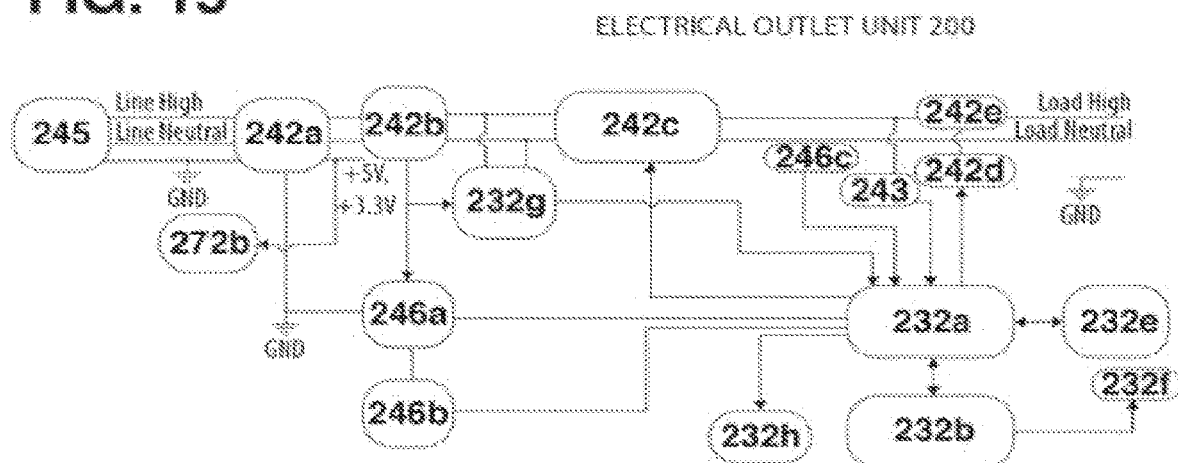 ELECTRICAL OUTLET UNIT 200
Line High
Load High
245
Line Neutral
242a
242b
242c
242e
Load Neutral
246c
242d
+5V,
243
GND
+3.3V
232g
GND
272b
246a
232a
232e
GND
232f
246b
232h
232b